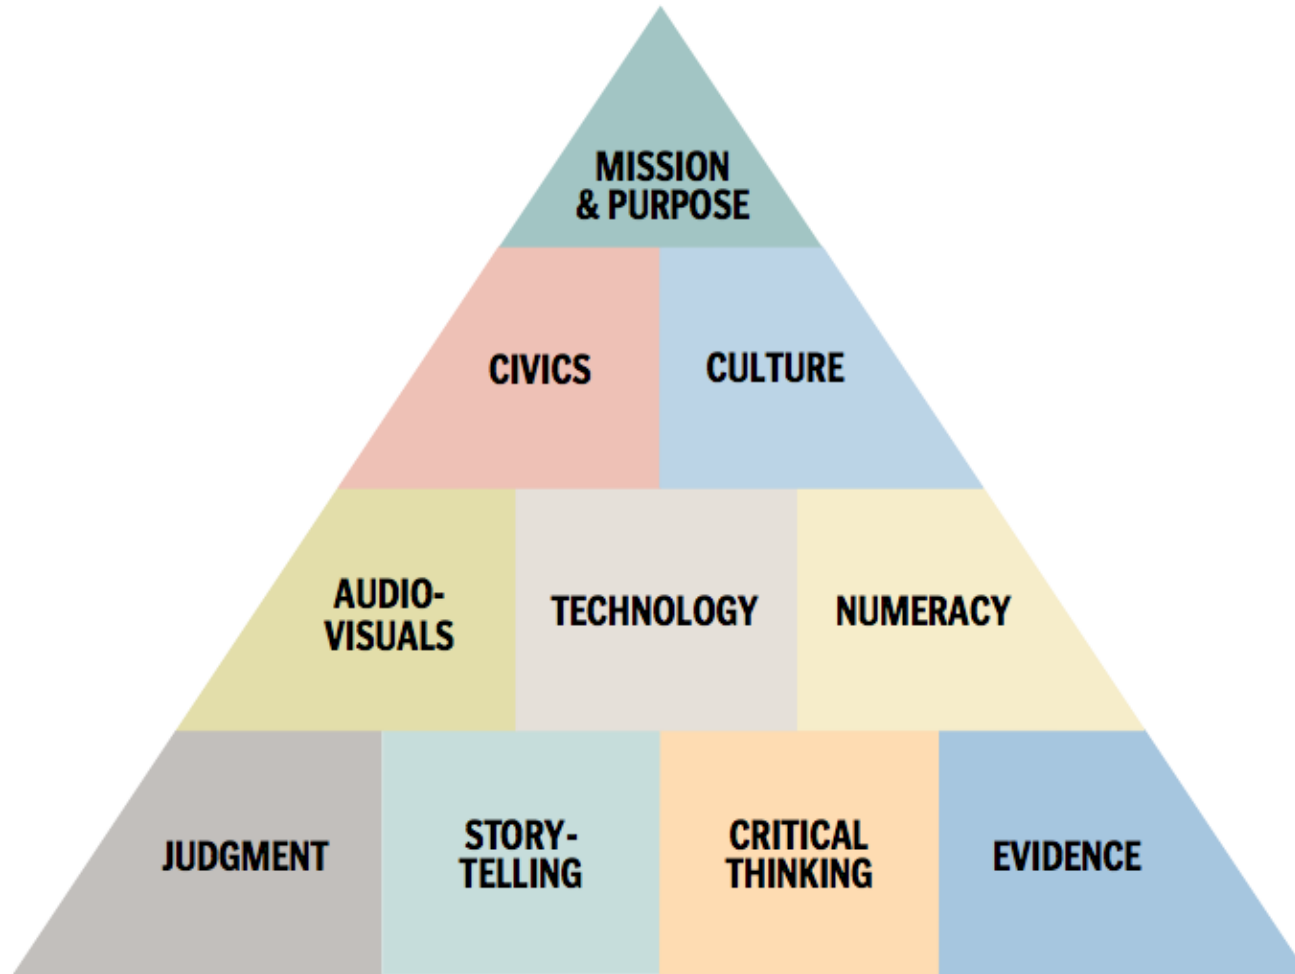 MISSION
& PURPOSE
CIVICS
CULTURE
AUDIO-
VISUALS
TECHNOLOGY
NUMERACY
JUDGMENT
STORY-
TELLING
CRITICAL
THINKING
EVIDENCE